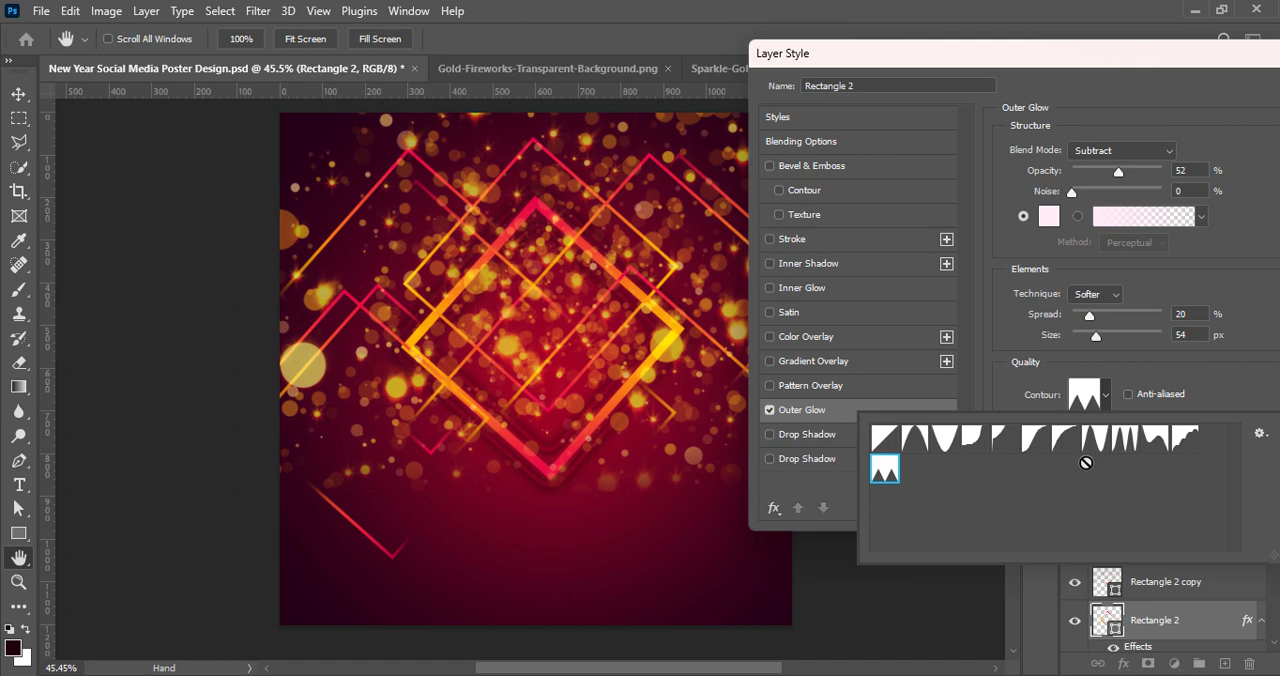 Ps File Edit Image Layer Type Select Filter 3D View Plugins Window Help
Scroll All Windows 100% Fit Screen Fill Screen
New Year Social Media Poster Design.psd @ 45.5% (Rectangle 2, RGB/8) * × Gold-Fireworks-Transparent-Background.png × Sparkle-Gol
500 400 300 200 100 0 100 200 300 400 500 600 700 800 900 1000
Layer Style
Name: Rectangle 2
Styles
Blending Options
Bevel & Emboss
Contour
Texture
Stroke
Inner Shadow
Inner Glow
Satin
Color Overlay
Gradient Overlay
Pattern Overlay
Outer Glow
Drop Shadow
Drop Shadow
fx
Outer Glow
Structure
Blend Mode: Subtract
Opacity: 52 %
Noise: 0 %
Method: Perceptual
Elements
Technique: Softer
Spread: 20 %
Size: 54 px
Quality
Contour: Anti-aliased
Rectangle 2 copy
Rectangle 2 fx
Effects
fx
45.45% Hand